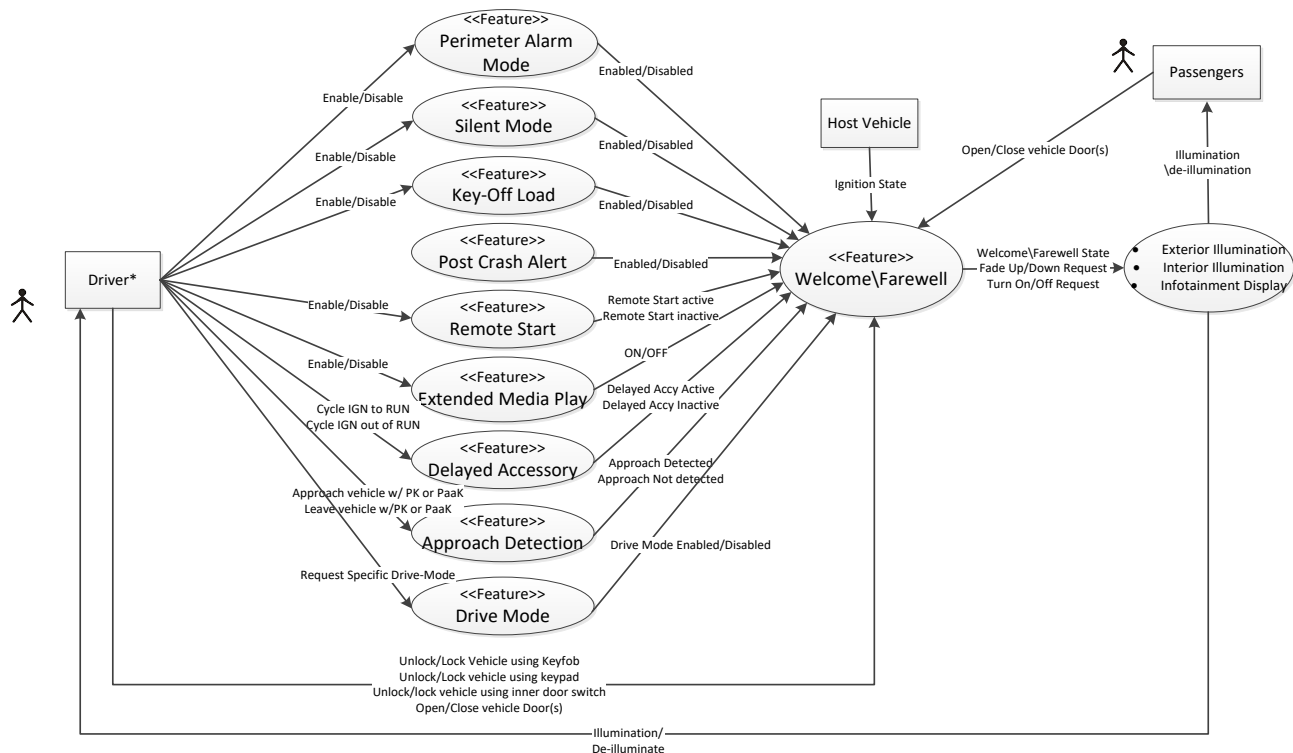 <<Feature>>
Perimeter Alarm
Mode
Enable/Disable
Enabled/Disabled
<<Feature>>
Silent Mode
Enable/Disable
Enabled/Disabled
<<Feature>>
Key-Off Load
Enable/Disable
Enabled/Disabled
<<Feature>>
Post Crash Alert
Enabled/Disabled
Driver*
<<Feature>>
Remote Start
Enable/Disable
Remote Start active
Remote Start inactive
<<Feature>>
Extended Media Play
Enable/Disable
ON/OFF
<<Feature>>
Delayed Accessory
Cycle IGN to RUN
Cycle IGN out of RUN
Delayed Accy Active
Delayed Accy Inactive
<<Feature>>
Approach Detection
Approach vehicle w/ PK or PaaK
Leave vehicle w/PK or PaaK
Approach Detected
Approach Not detected
<<Feature>>
Drive Mode
Request Specific Drive-Mode
Drive Mode Enabled/Disabled
Host Vehicle
Ignition State
<<Feature>>
Welcome\Farewell
Passengers
Open/Close vehicle Door(s)
Illumination
\de-illumination
Welcome\Farewell State
Fade Up/Down Request
Turn On/Off Request
• Exterior Illumination
• Interior Illumination
• Infotainment Display
Unlock/Lock Vehicle using Keyfob
Unlock/Lock vehicle using keypad
Unlock/lock vehicle using inner door switch
Open/Close vehicle Door(s)
Illumination/
De-illuminate